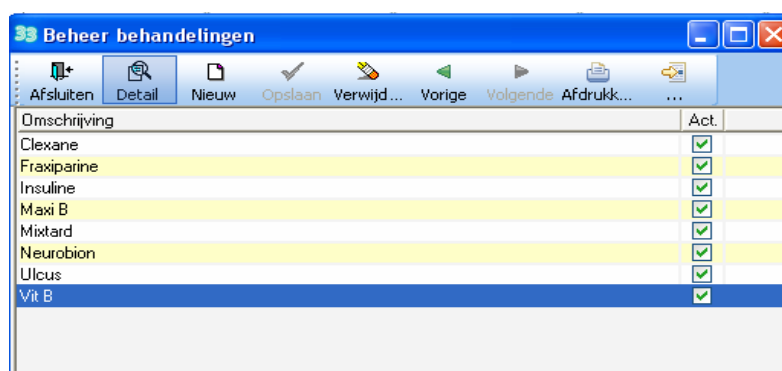 33 Beheer behandelingen
Afsluiten Detail Nieuw Opslaan Verwijd... Vorige Volgende Afdrukk... ...
Omschrijving Act.
Clexane
Fraxiparine
Insuline
Maxi B
Mixtard
Neurobion
Ulcus
Vit B